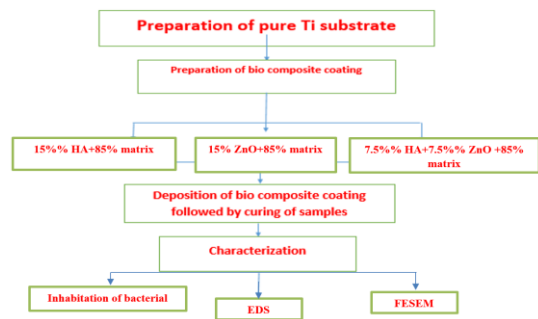 Preparation of pure Ti substrate
Preparation of bio composite coating
15%% HA+85% matrix
15% ZnO+85% matrix
7.5%% HA+7.5%% ZnO +85%
matrix
Deposition of bio composite coating
followed by curing of samples
Characterization
Inhabitation of bacterial
EDS
FESEM